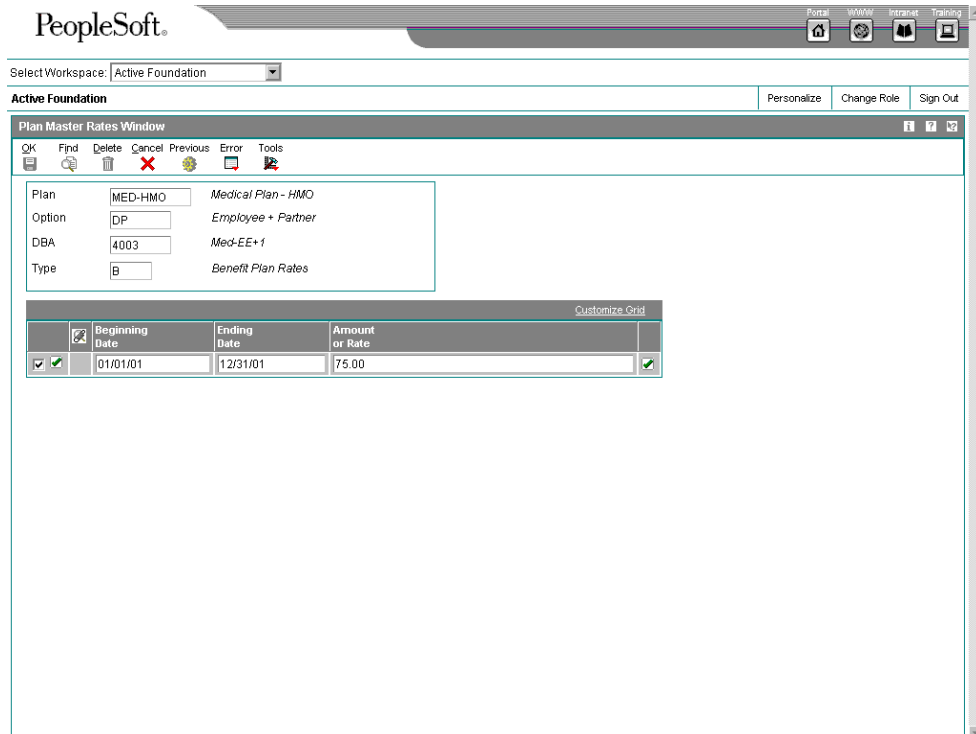 PeopleSoft®
Portal WWW Intranet Training
Select Workspace: Active Foundation
Active Foundation Personalize Change Role Sign Out
Plan Master Rates Window
OK Find Delete Cancel Previous Error Tools
Plan MED-HMO Medical Plan - HMO
Option DP Employee + Partner
DBA 4003 Med-EE+1
Type B Benefit Plan Rates
Customize Grid
Beginning Date Ending Date Amount or Rate
01/01/01 12/31/01 75.00